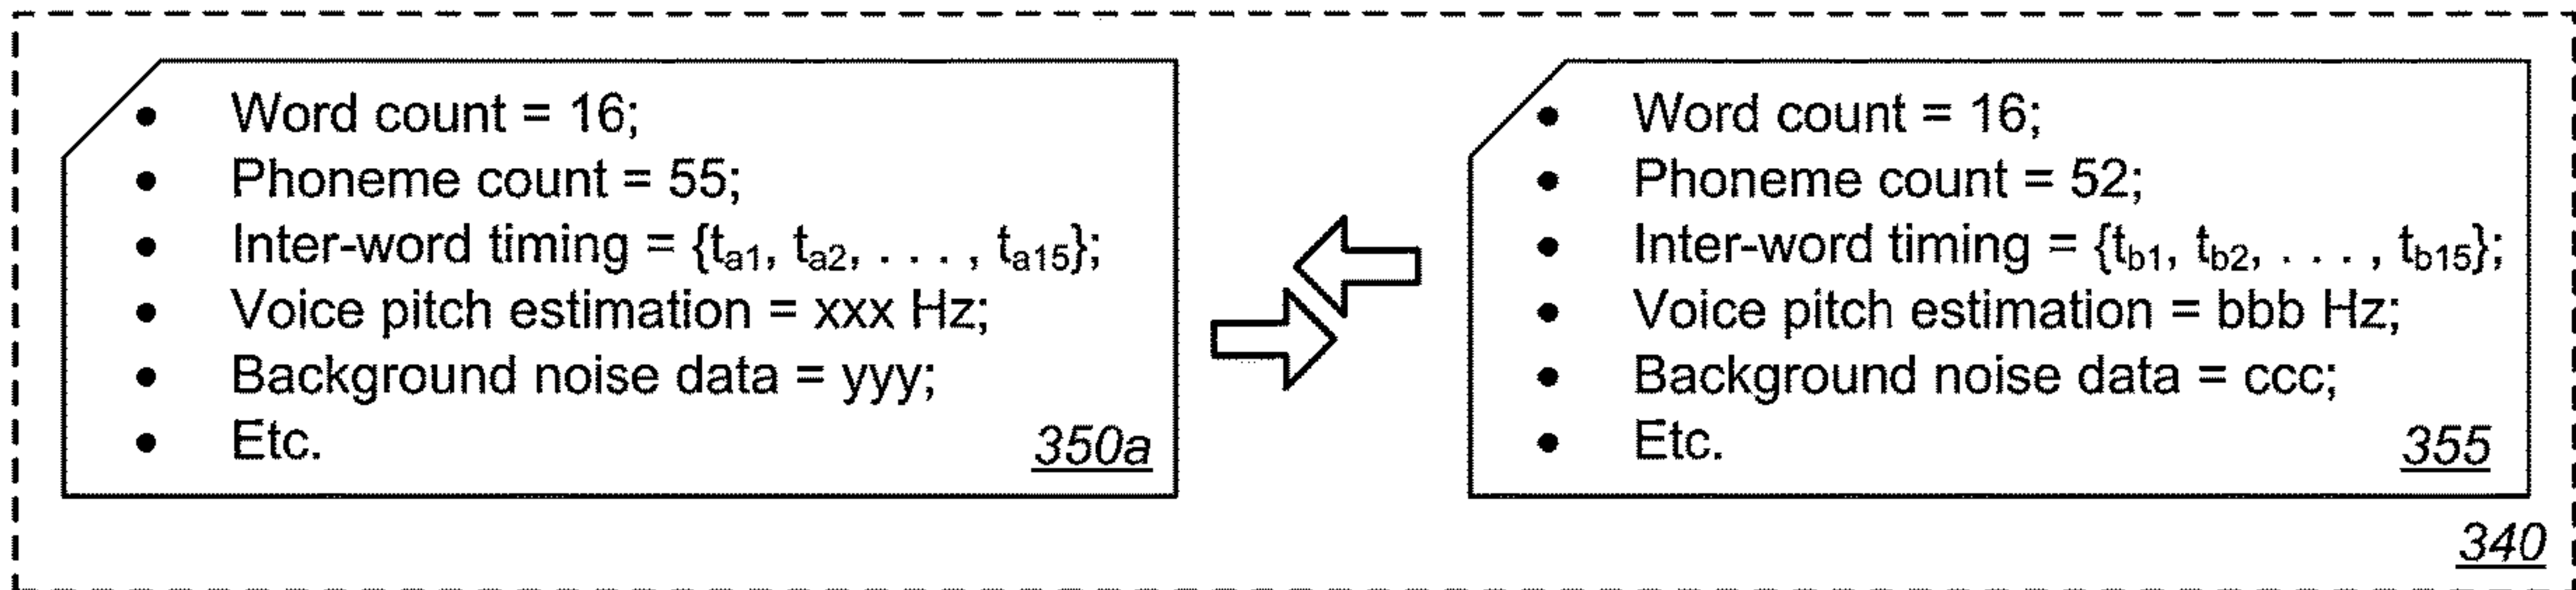 • Word count = 16;
• Phoneme count = 55;
• Inter-word timing = {ta1, ta2, . . . , ta15};
• Voice pitch estimation = xxx Hz;
• Background noise data = yyy;
• Etc.
350a
• Word count = 16;
• Phoneme count = 52;
• Inter-word timing = {tb1, tb2, . . . , tb15};
• Voice pitch estimation = bbb Hz;
• Background noise data = ccc;
• Etc.
355
340